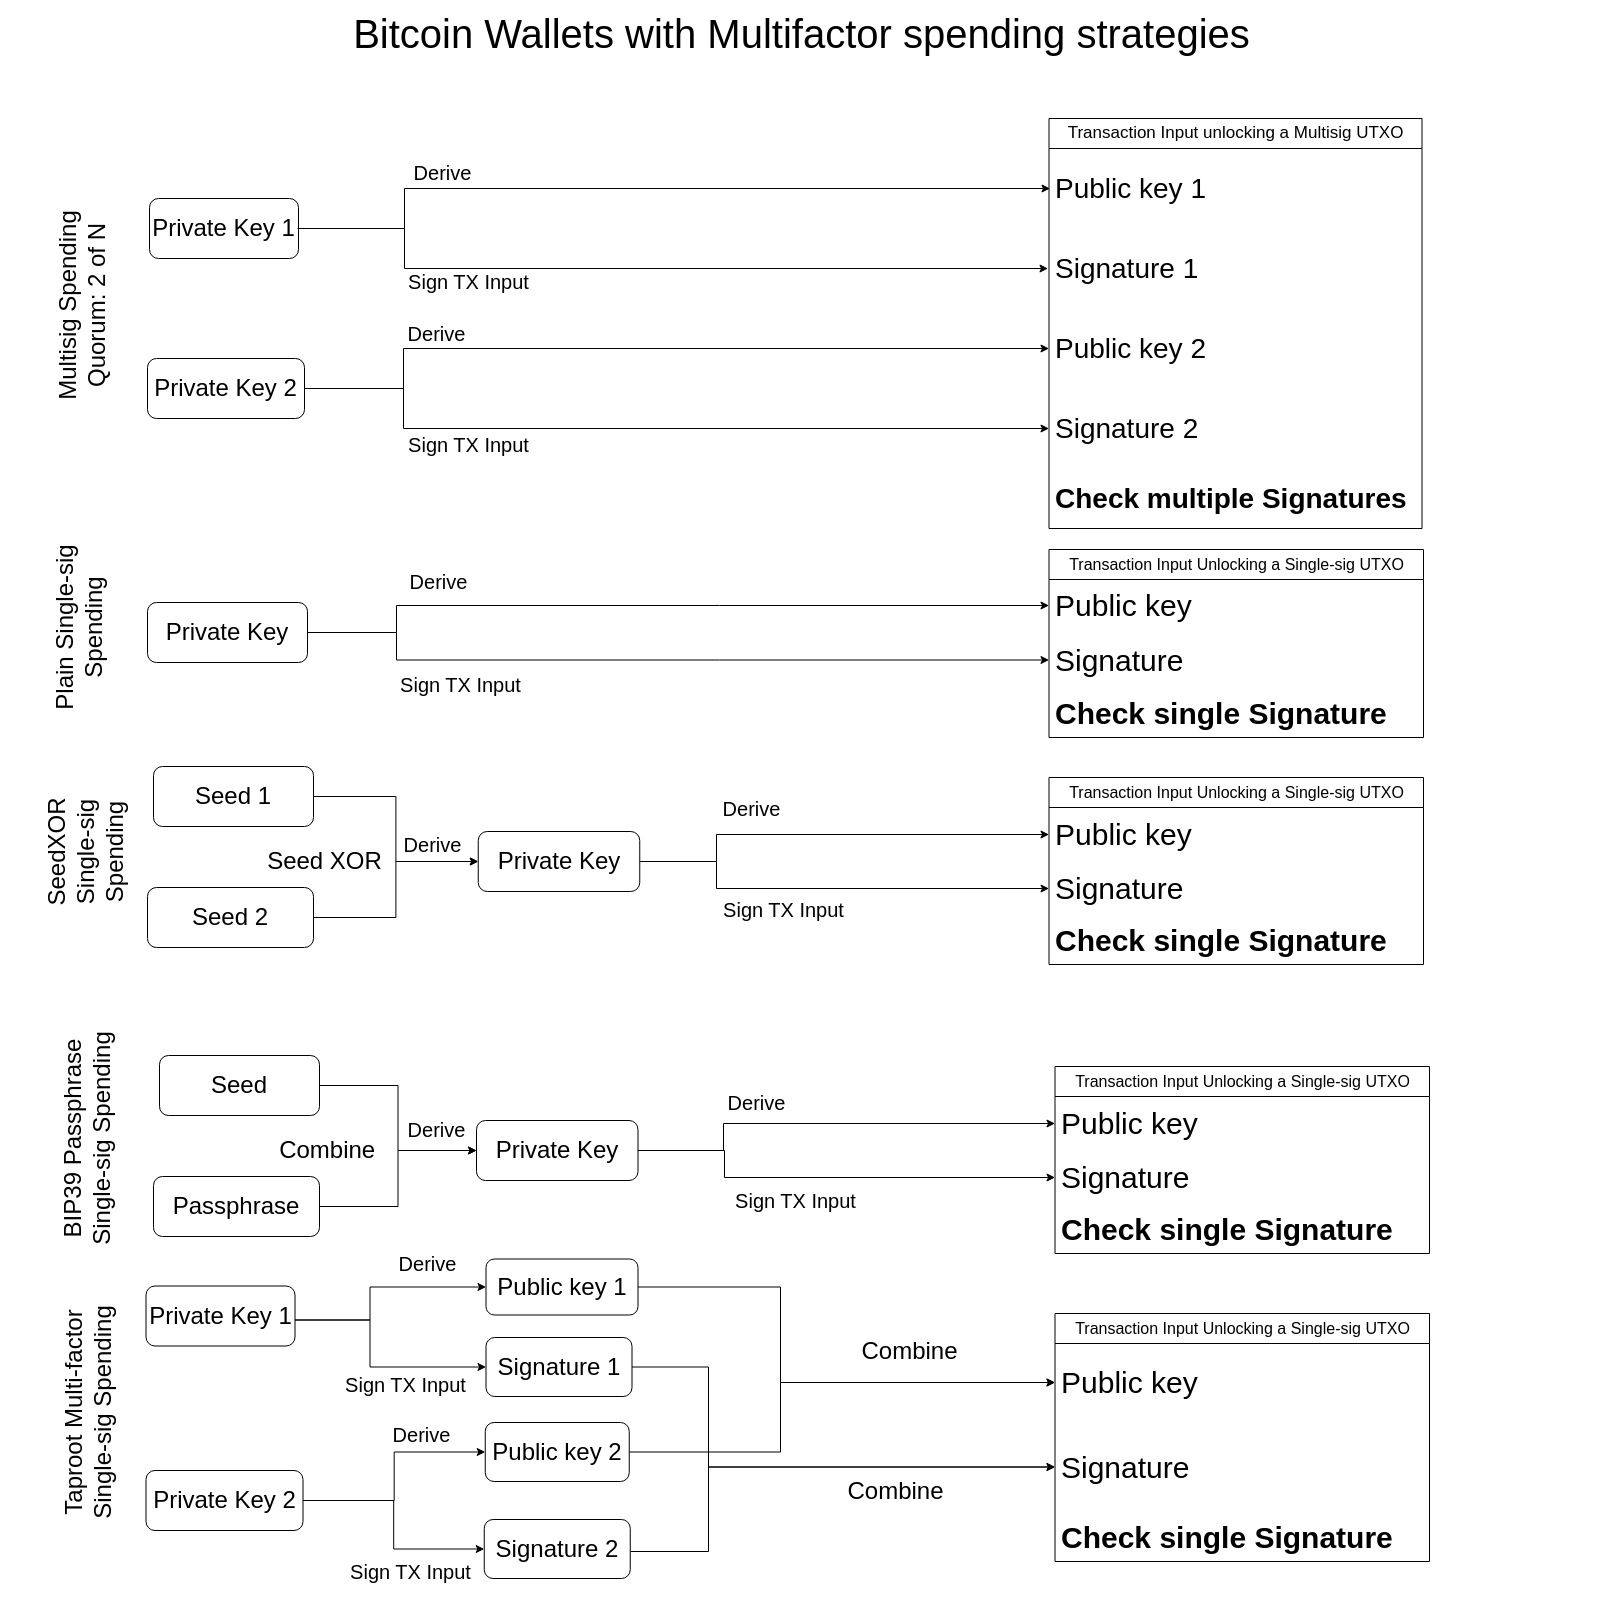 Bitcoin Wallets with Multifactor spending strategies
Multisig Spending
Quorum: 2 of N
Private Key 1
Derive
Sign TX Input
Private Key 2
Derive
Sign TX Input
Transaction Input unlocking a Multisig UTXO
Public key 1
Signature 1
Public key 2
Signature 2
Check multiple Signatures
Plain Single-sig
Spending
Private Key
Derive
Sign TX Input
Transaction Input Unlocking a Single-sig UTXO
Public key
Signature
Check single Signature
SeedXOR
Single-sig
Spending
Seed 1
Seed XOR
Seed 2
Derive
Private Key
Derive
Sign TX Input
Transaction Input Unlocking a Single-sig UTXO
Public key
Signature
Check single Signature
BIP39 Passphrase
Single-sig Spending
Seed
Combine
Passphrase
Derive
Private Key
Derive
Sign TX Input
Transaction Input Unlocking a Single-sig UTXO
Public key
Signature
Check single Signature
Taproot Multi-factor
Single-sig Spending
Private Key 1
Derive
Sign TX Input
Public key 1
Signature 1
Private Key 2
Derive
Sign TX Input
Public key 2
Signature 2
Combine
Combine
Transaction Input Unlocking a Single-sig UTXO
Public key
Signature
Check single Signature